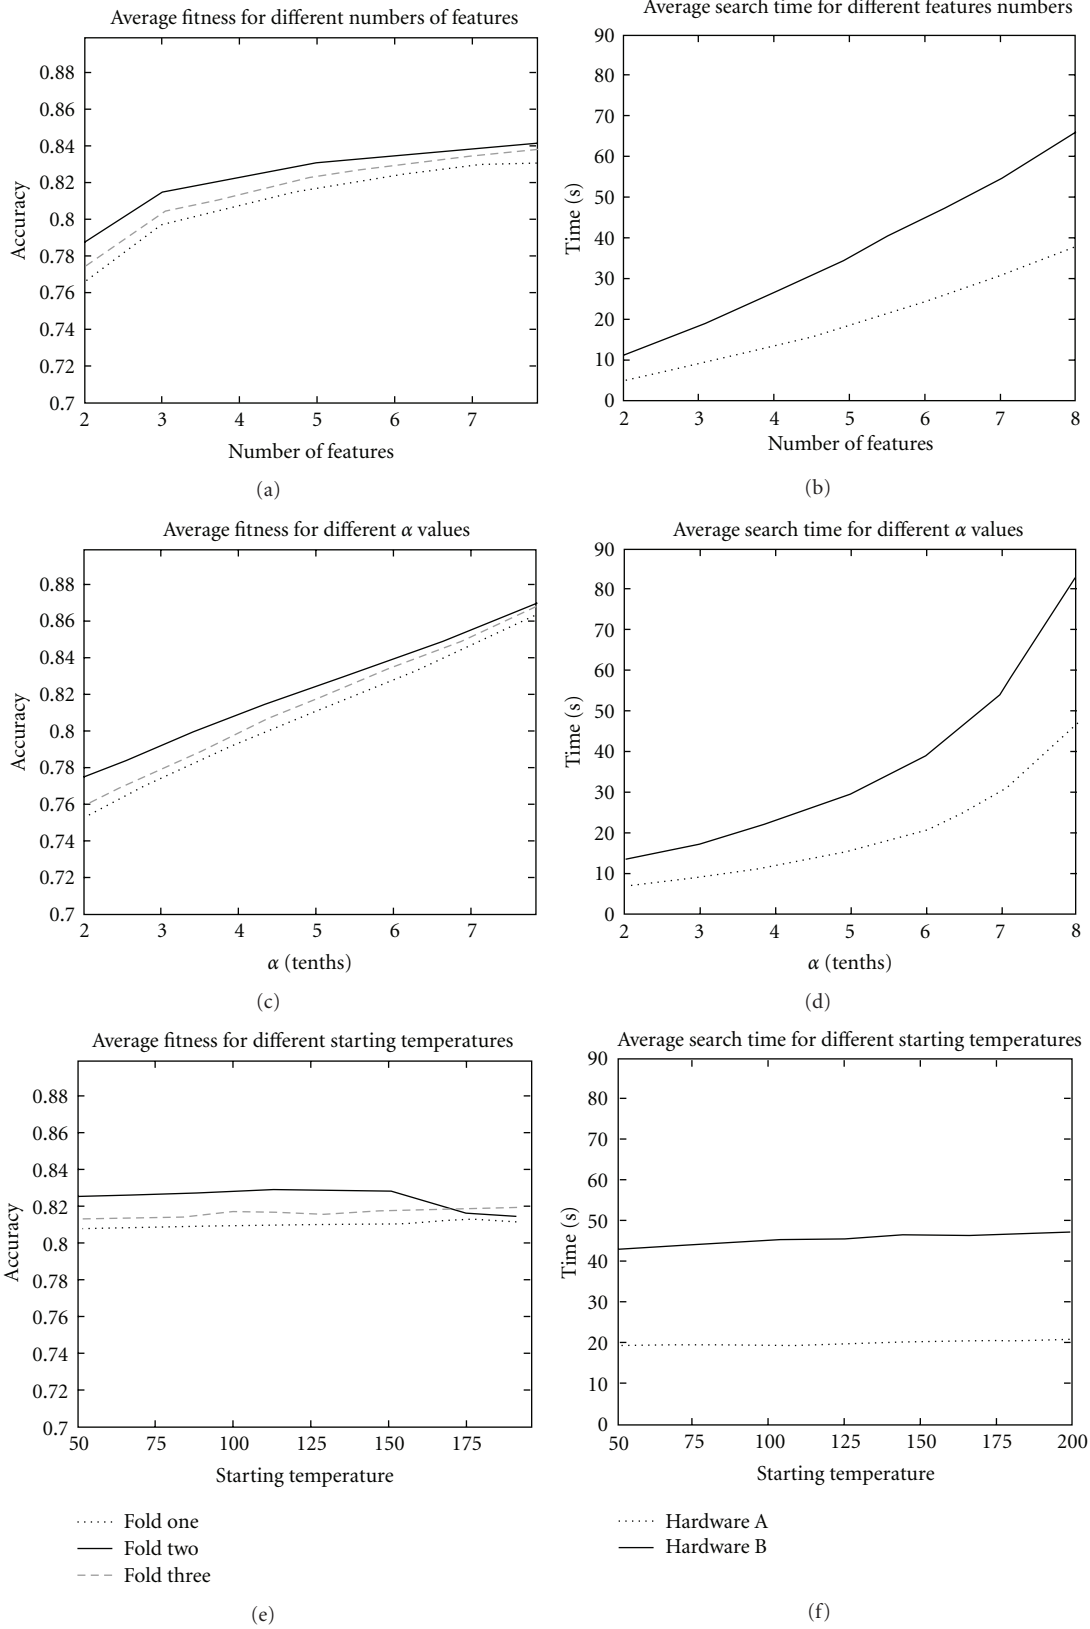 Average fitness for different numbers of features
Accuracy
0.88
0.86
0.84
0.82
0.8
0.78
0.76
0.74
0.72
0.7
2 3 4 5 6 7
Number of features
(a)
Average search time for different features numbers
Time (s)
90
80
70
60
50
40
30
20
10
0
2 3 4 5 6 7 8
Number of features
(b)
Average fitness for different α values
Accuracy
0.88
0.86
0.84
0.82
0.8
0.78
0.76
0.74
0.72
0.7
2 3 4 5 6 7
α (tenths)
(c)
Average search time for different α values
Time (s)
90
80
70
60
50
40
30
20
10
0
2 3 4 5 6 7 8
α (tenths)
(d)
Average fitness for different starting temperatures
Accuracy
0.88
0.86
0.84
0.82
0.8
0.78
0.76
0.74
0.72
0.7
50 75 100 125 150 175
Starting temperature
Fold one
Fold two
Fold three
(e)
Average search time for different starting temperatures
Time (s)
90
80
70
60
50
40
30
20
10
0
50 75 100 125 150 175 200
Starting temperature
Hardware A
Hardware B
(f)